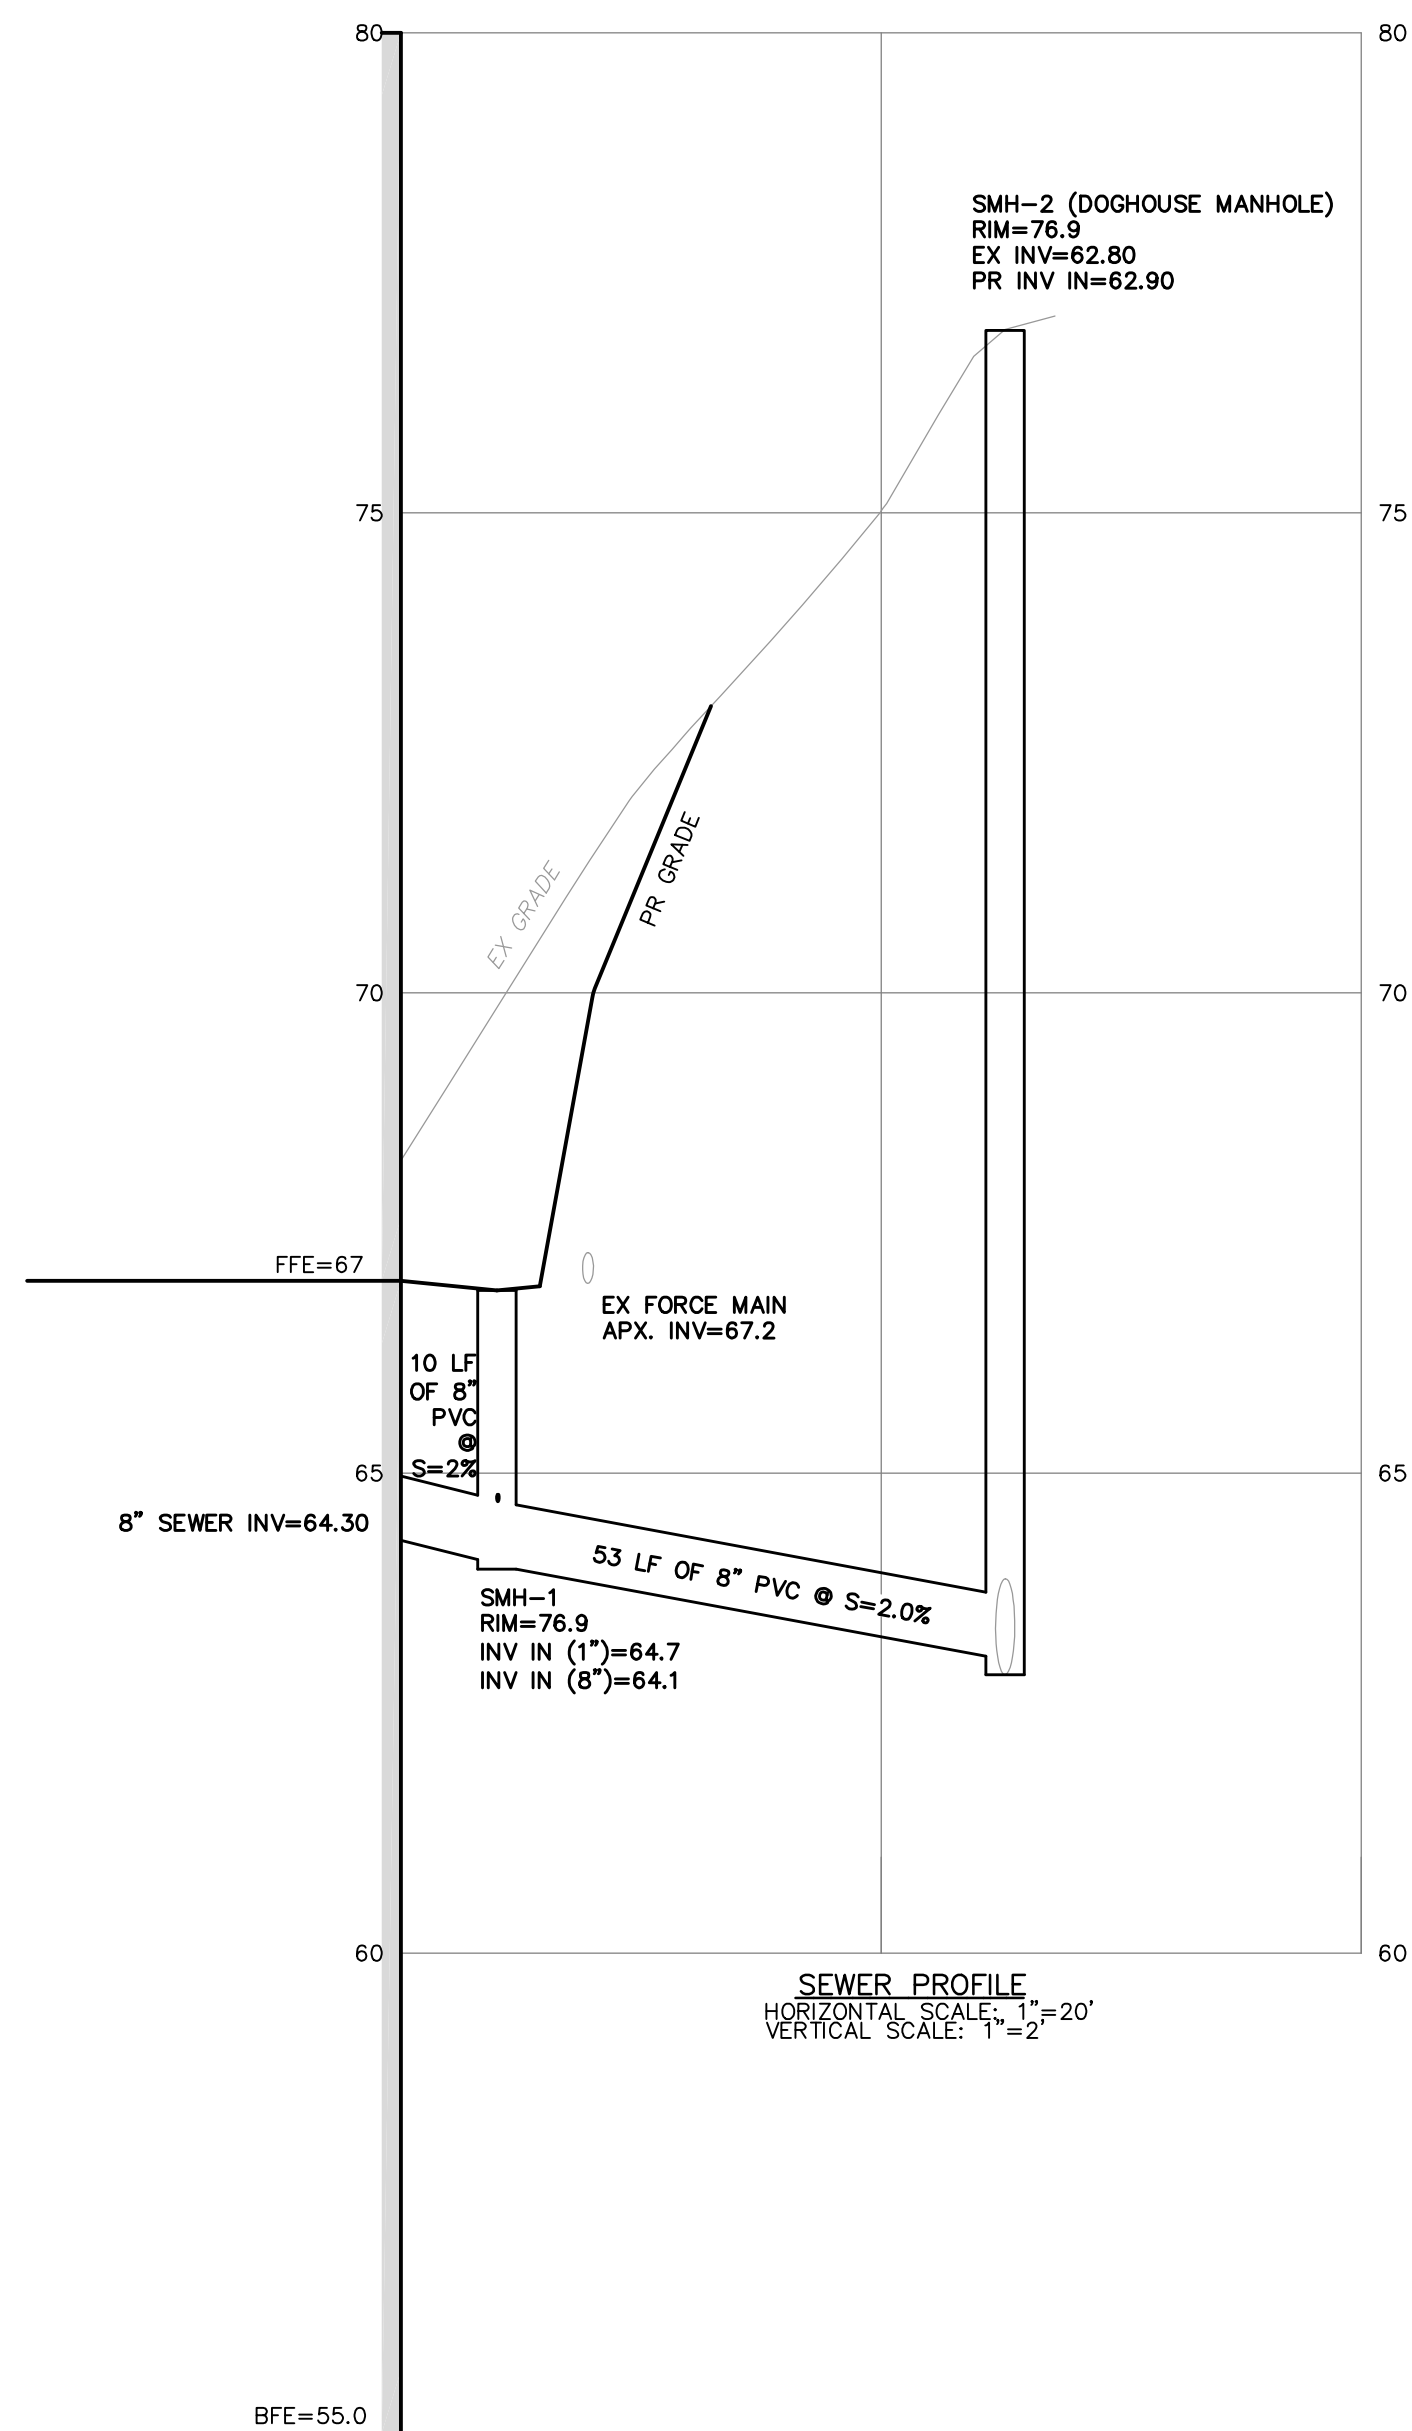 80
80
SMH-2 (DOGHOUSE MANHOLE)
RIM=76.9
EX INV=62.80
PR INV IN=62.90
75
75
EX GRADE
PR GRADE
70
70
FFE=67
EX FORCE MAIN
APX. INV=67.2
10 LF
OF 8"
PVC
@
S=2%
65
65
8" SEWER INV=64.30
53 LF OF 8" PVC @ S=2.0%
SMH-1
RIM=76.9
INV IN (1")=64.7
INV IN (8")=64.1
60
60
SEWER PROFILE
HORIZONTAL SCALE: 1"=20'
VERTICAL SCALE: 1"=2'
BFE=55.0